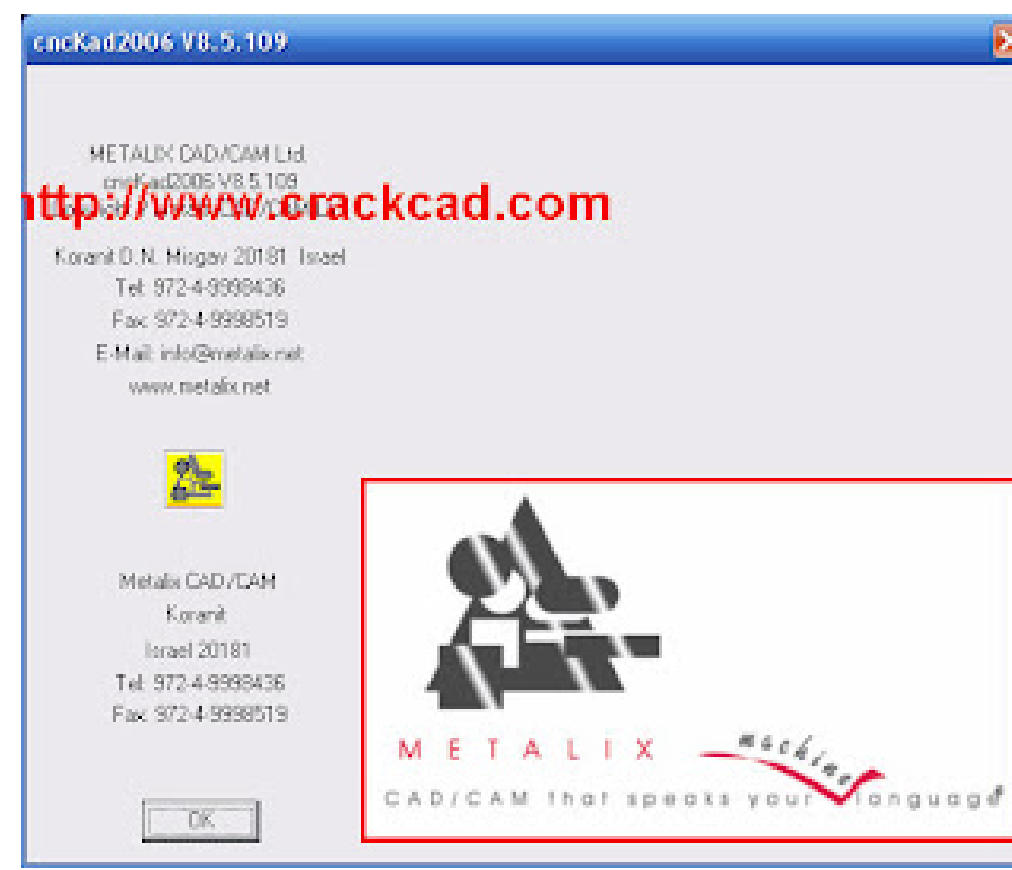 cncKad2006 V8.5.109
METALIX CAD/CAM Ltd.
cncKad2006 V8.5.109
http://www.crackcad.com
Koranit D.N. Misgav 20181 Israel
Tel: 972-4-9998436
Fax: 972-4-9998519
E-Mail: info@metalix.net
www.metalix.net
Metalix CAD/CAM
Koranit
Israel 20181
Tel: 972-4-9998436
Fax: 972-4-9998519
OK
METALIX
machine
CAD/CAM that speaks your language